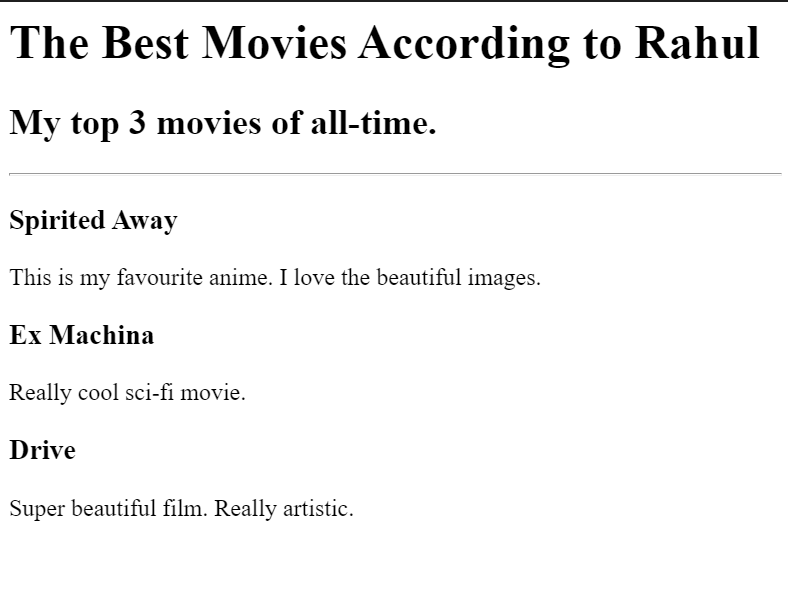 The Best Movies According to Rahul
My top 3 movies of all-time.
Spirited Away
This is my favourite anime. I love the beautiful images.
Ex Machina
Really cool sci-fi movie.
Drive
Super beautiful film. Really artistic.